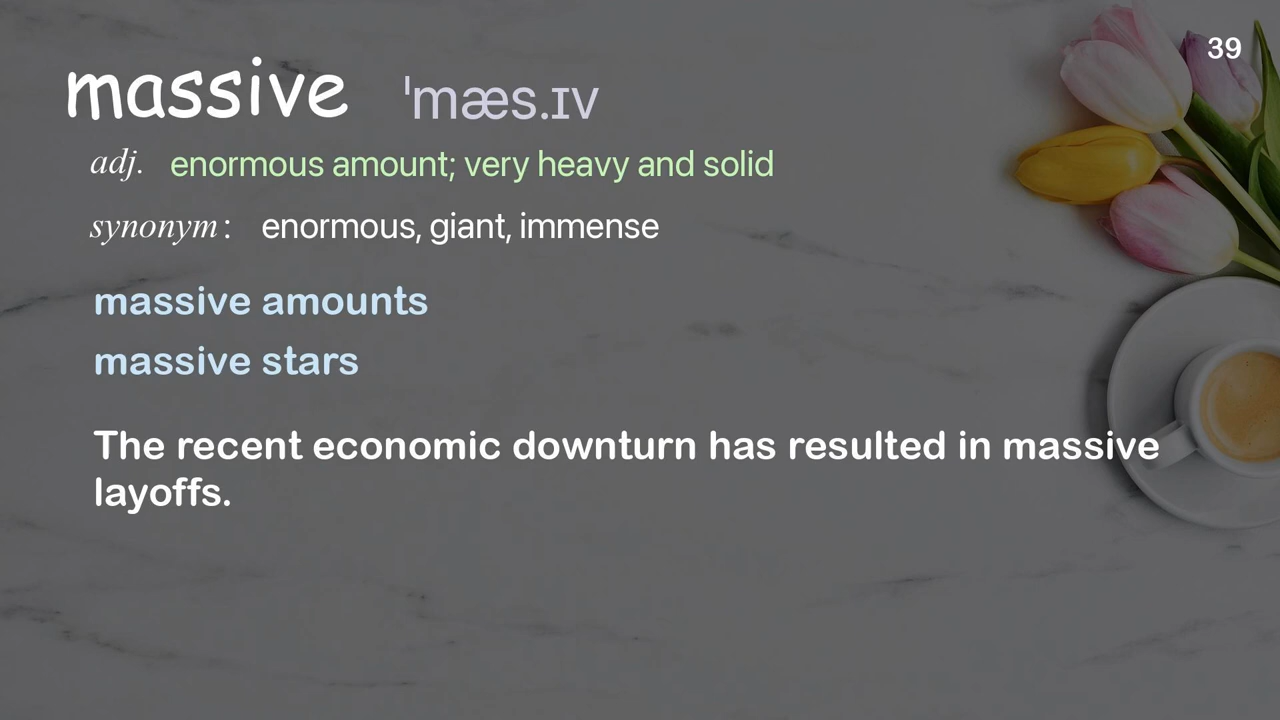 39
massive ˈmæs.ɪv
adj. enormous amount; very heavy and solid
synonym: enormous, giant, immense
massive amounts
massive stars
The recent economic downturn has resulted in massive
layoffs.